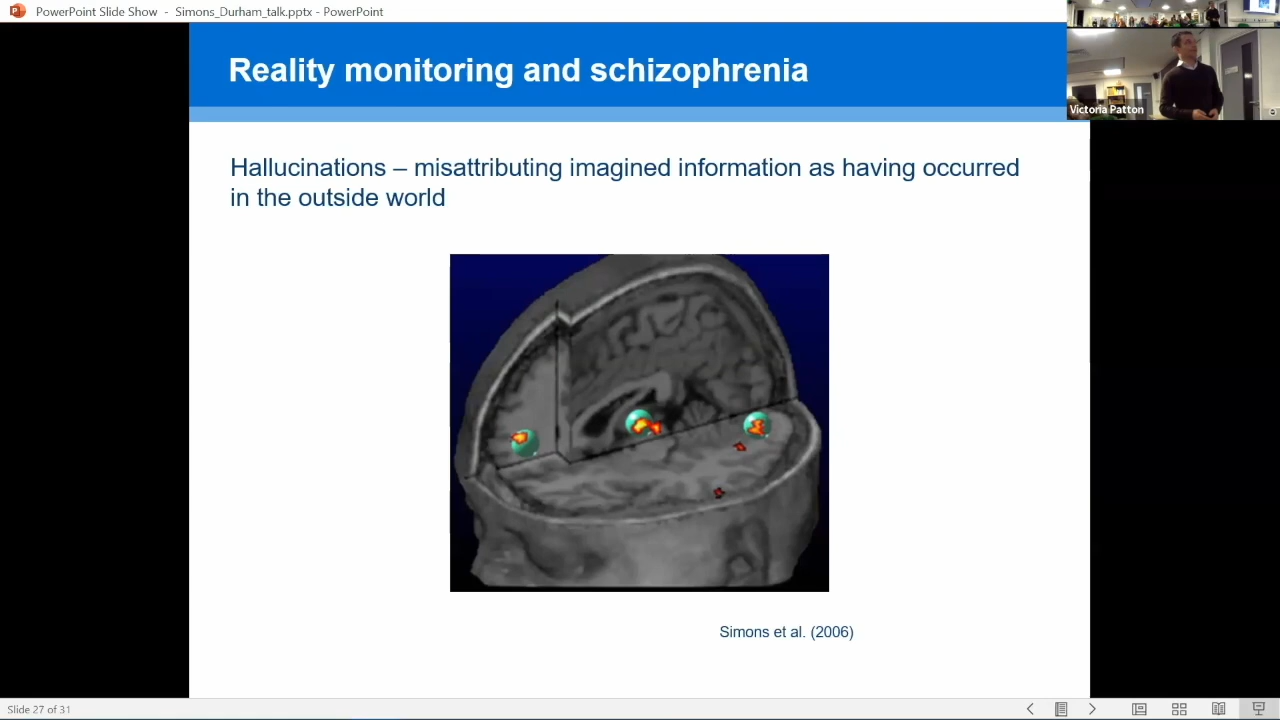 PowerPoint Slide Show - Simons_Durham_talk.pptx - PowerPoint
Reality monitoring and schizophrenia
Victoria Patton
Hallucinations – misattributing imagined information as having occurred
in the outside world
Simons et al. (2006)
Slide 27 of 31